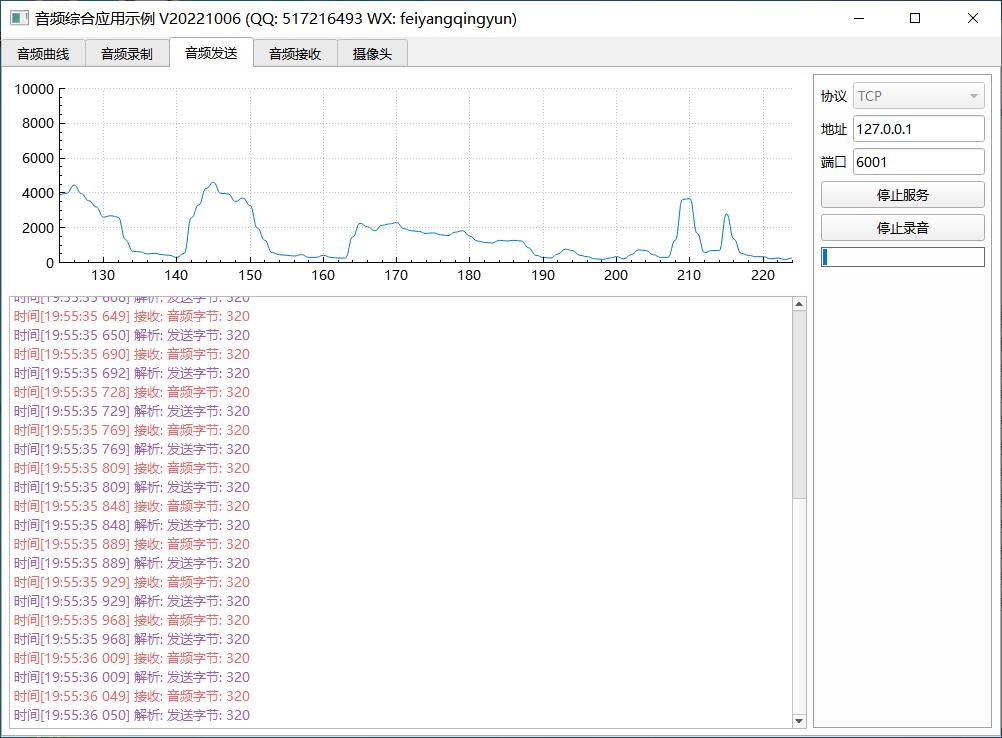 音频综合应用示例 V20221006 (QQ: 517216493 WX: feiyangqingyun)
音频曲线 音频录制 音频发送 音频接收 摄像头
10000
8000
6000
4000
2000
0
130 140 150 160 170 180 190 200 210 220
协议 TCP
地址 127.0.0.1
端口 6001
停止服务
停止录音
时间[19:55:35 608] 解析: 发送字节: 320
时间[19:55:35 649] 接收: 音频字节: 320
时间[19:55:35 650] 解析: 发送字节: 320
时间[19:55:35 690] 接收: 音频字节: 320
时间[19:55:35 692] 解析: 发送字节: 320
时间[19:55:35 728] 接收: 音频字节: 320
时间[19:55:35 729] 解析: 发送字节: 320
时间[19:55:35 769] 接收: 音频字节: 320
时间[19:55:35 769] 解析: 发送字节: 320
时间[19:55:35 809] 接收: 音频字节: 320
时间[19:55:35 809] 解析: 发送字节: 320
时间[19:55:35 848] 接收: 音频字节: 320
时间[19:55:35 848] 解析: 发送字节: 320
时间[19:55:35 889] 接收: 音频字节: 320
时间[19:55:35 889] 解析: 发送字节: 320
时间[19:55:35 929] 接收: 音频字节: 320
时间[19:55:35 929] 解析: 发送字节: 320
时间[19:55:35 968] 接收: 音频字节: 320
时间[19:55:35 968] 解析: 发送字节: 320
时间[19:55:36 009] 接收: 音频字节: 320
时间[19:55:36 009] 解析: 发送字节: 320
时间[19:55:36 049] 接收: 音频字节: 320
时间[19:55:36 050] 解析: 发送字节: 320